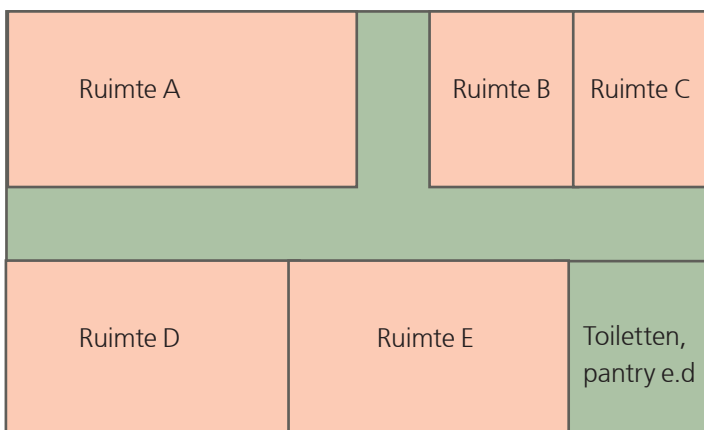 Ruimte A
Ruimte B
Ruimte C
Ruimte D
Ruimte E
Toiletten,
pantry e.d